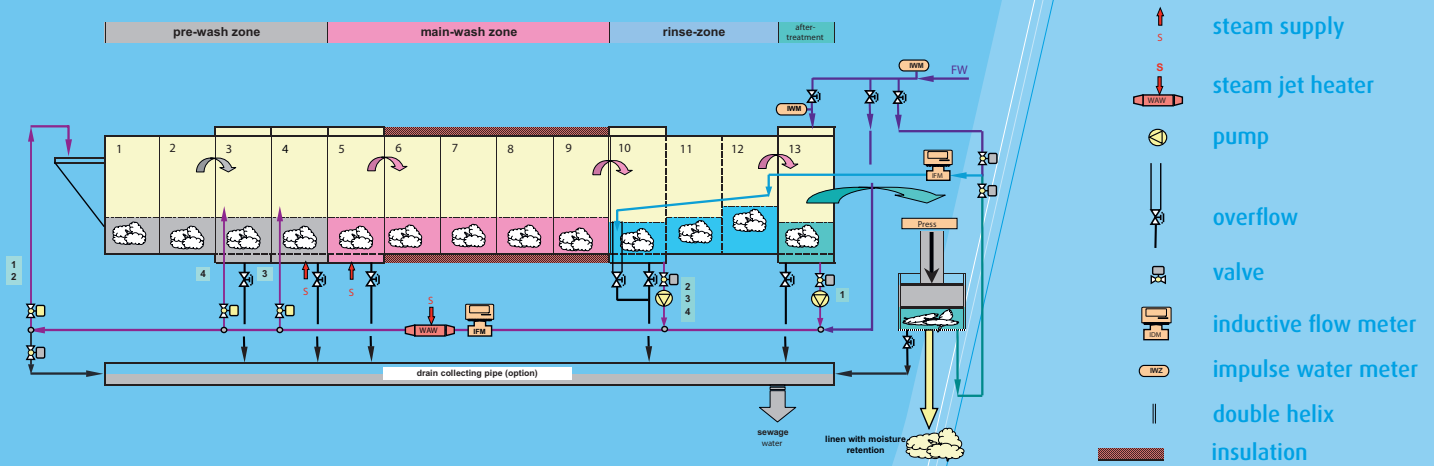 pre-wash zone
main-wash zone
rinse-zone
after-
treatment
IWM
FW
IWM
1
2
3
4
5
6
7
8
9
10
11
12
13
IFM
Press
1
2
4
3
S
S
2
3
4
1
S
WAW
IFM
drain collecting pipe (option)
sewage
water
linen with moisture
retention
S
steam supply
S
WAW
steam jet heater
pump
overflow
valve
IDM
inductive flow meter
IWZ
impulse water meter
double helix
insulation